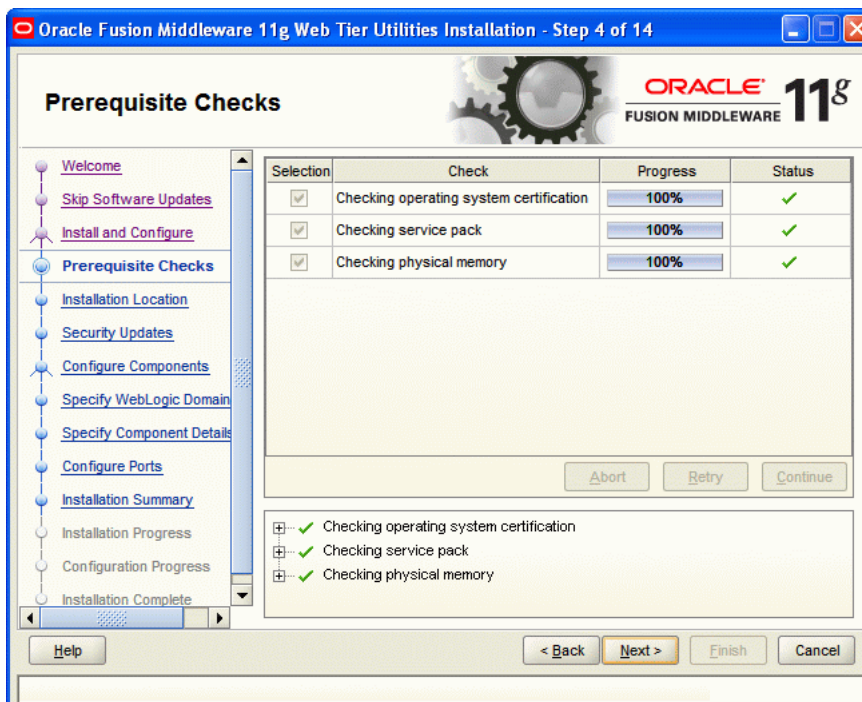 Oracle Fusion Middleware 11g Web Tier Utilities Installation - Step 4 of 14
Prerequisite Checks
ORACLE
FUSION MIDDLEWARE 11g
Welcome
Skip Software Updates
Install and Configure
Prerequisite Checks
Installation Location
Security Updates
Configure Components
Specify WebLogic Domain
Specify Component Details
Configure Ports
Installation Summary
Installation Progress
Configuration Progress
Installation Complete
Selection Check Progress Status
Checking operating system certification 100%
Checking service pack 100%
Checking physical memory 100%
Abort Retry Continue
Checking operating system certification
Checking service pack
Checking physical memory
Help < Back Next > Finish Cancel